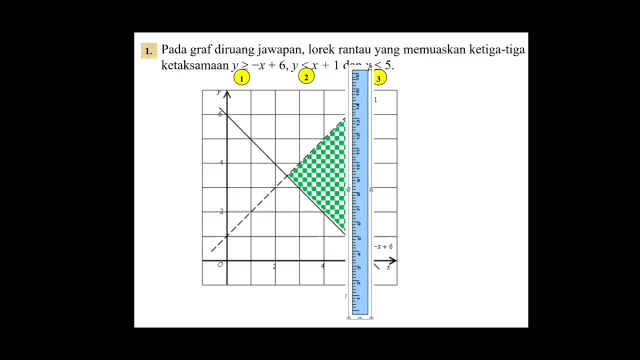 1. Pada graf diruang jawapan, lorek rantau yang memuaskan ketiga-tiga
ketaksamaan y ≥ −x + 6, y < x + 1 dan x ≤ 5.
1 2 3
y
6
4
2
O 2 4 x
1
−x + 6